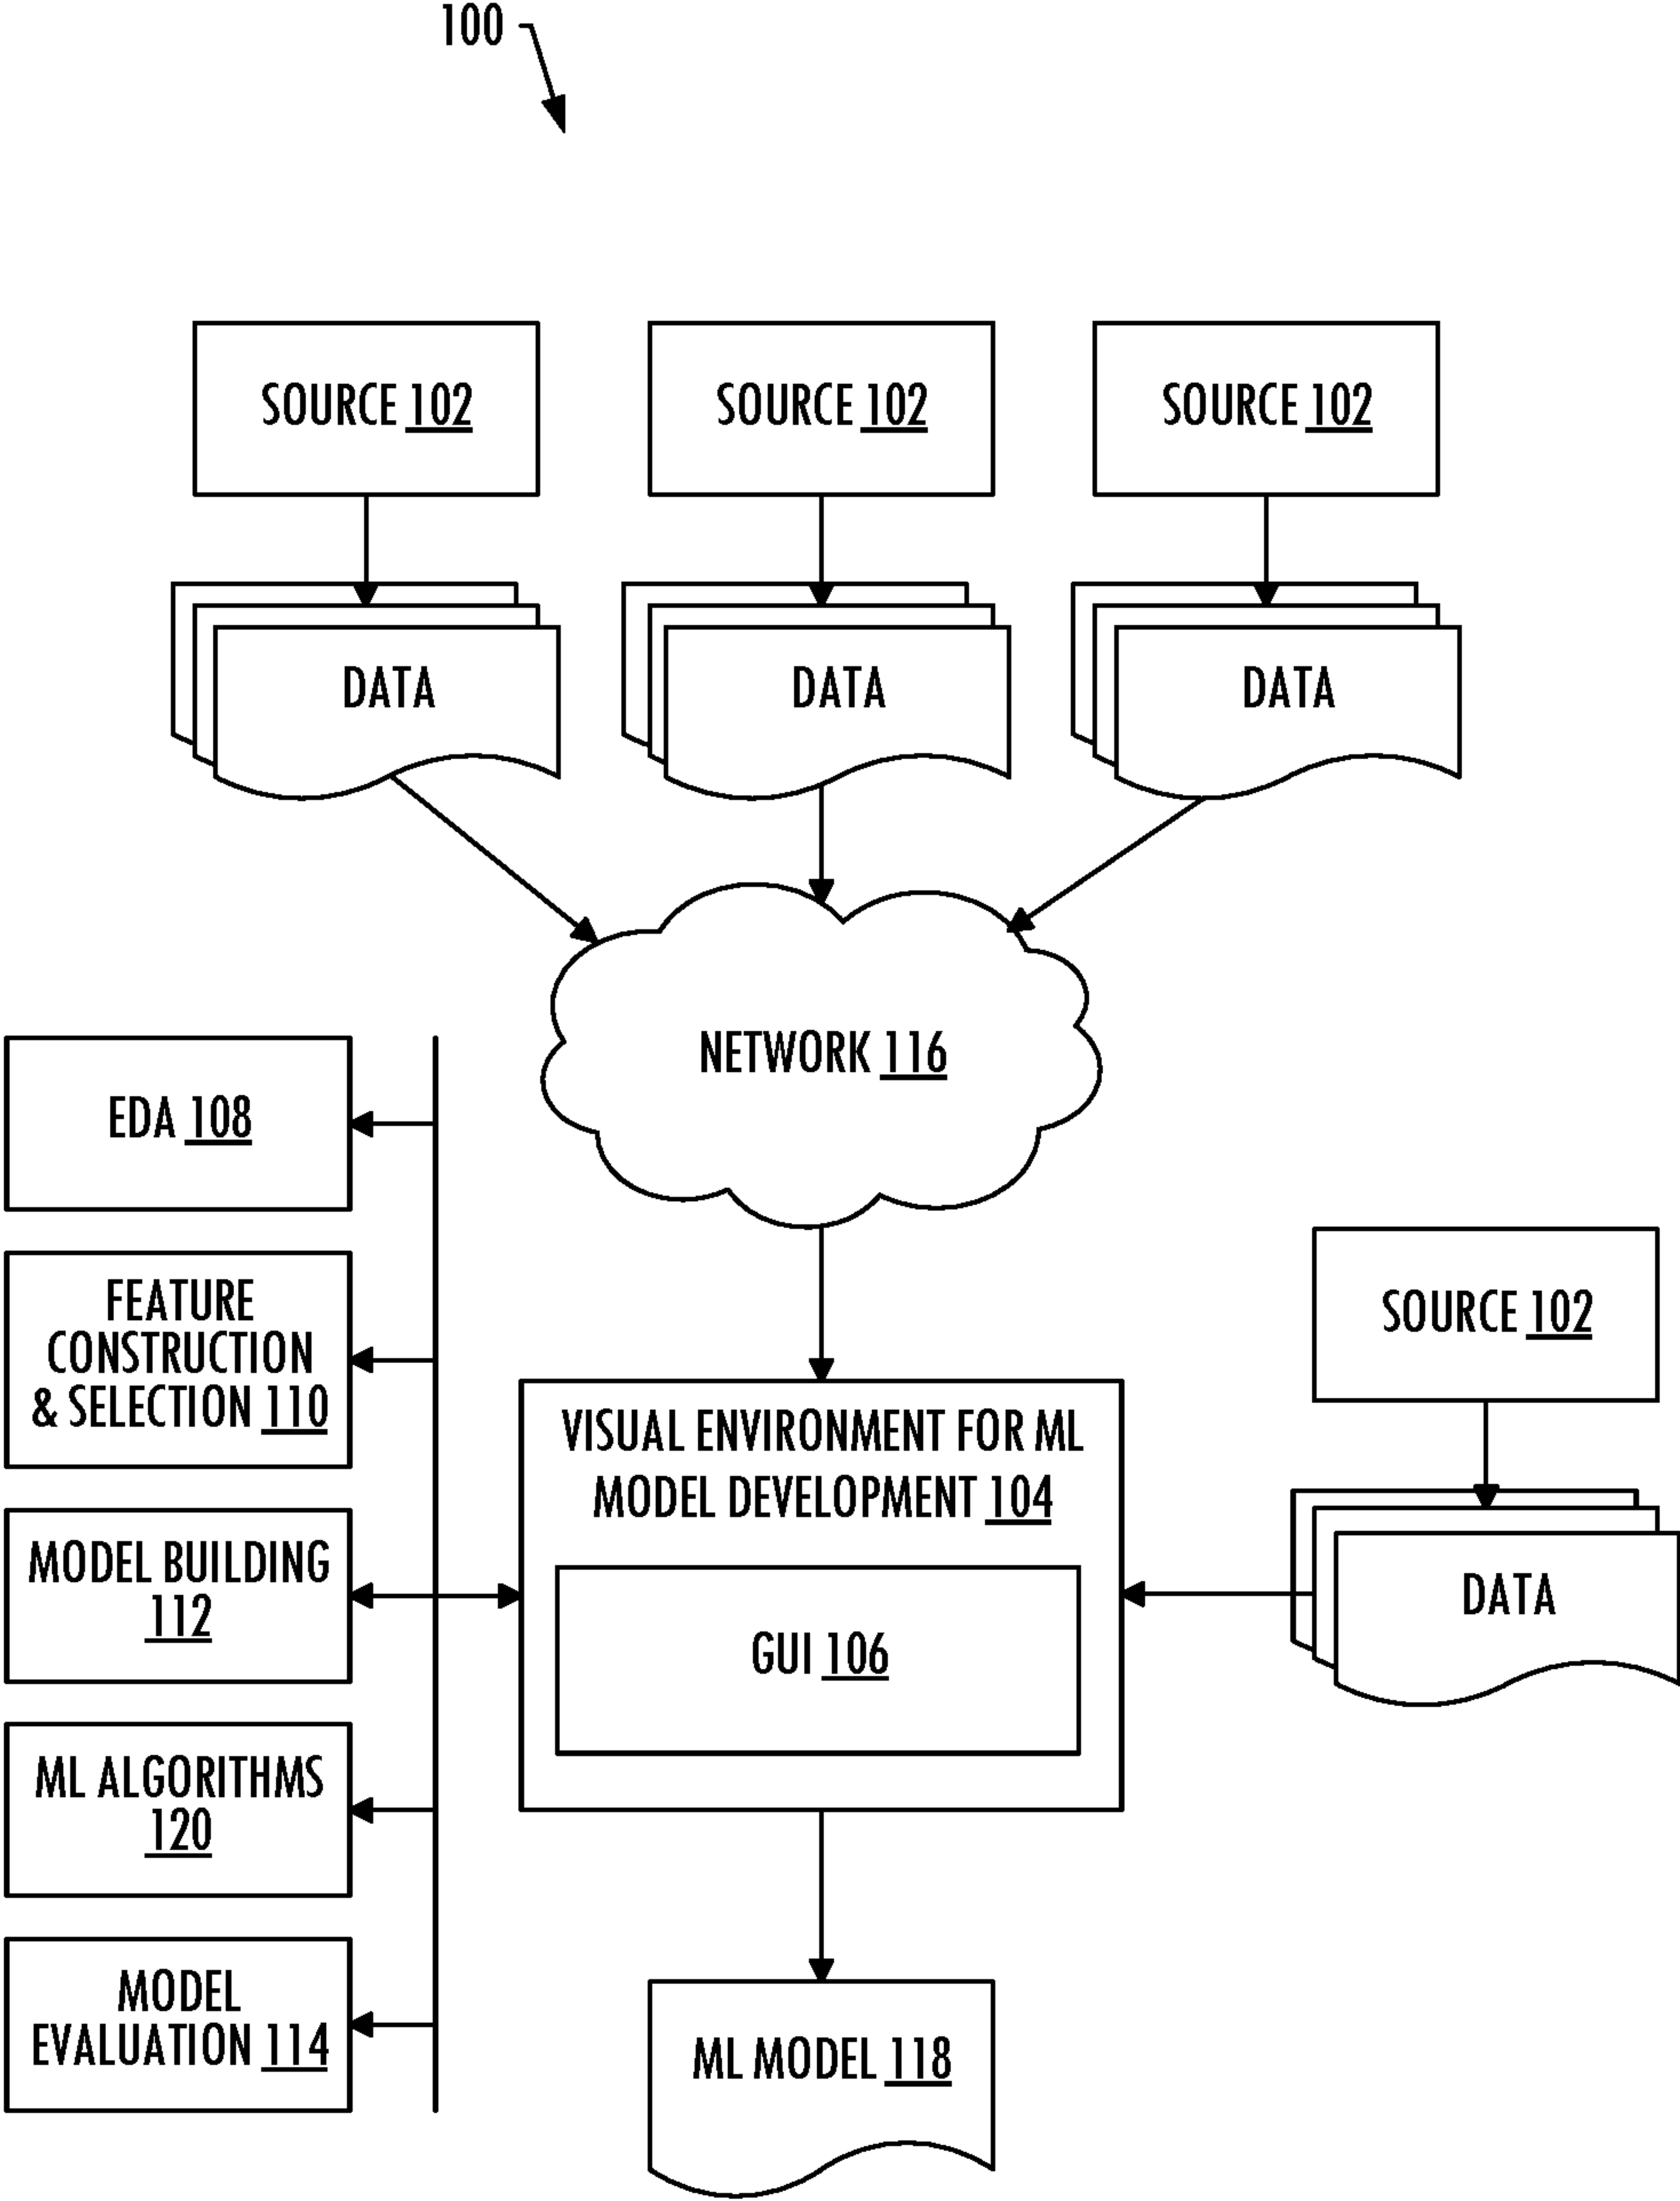 100
SOURCE 102
SOURCE 102
SOURCE 102
DATA
DATA
DATA
NETWORK 116
EDA 108
FEATURE
CONSTRUCTION
& SELECTION 110
MODEL BUILDING
112
ML ALGORITHMS
120
MODEL
EVALUATION 114
VISUAL ENVIRONMENT FOR ML
MODEL DEVELOPMENT 104
GUI 106
SOURCE 102
DATA
ML MODEL 118